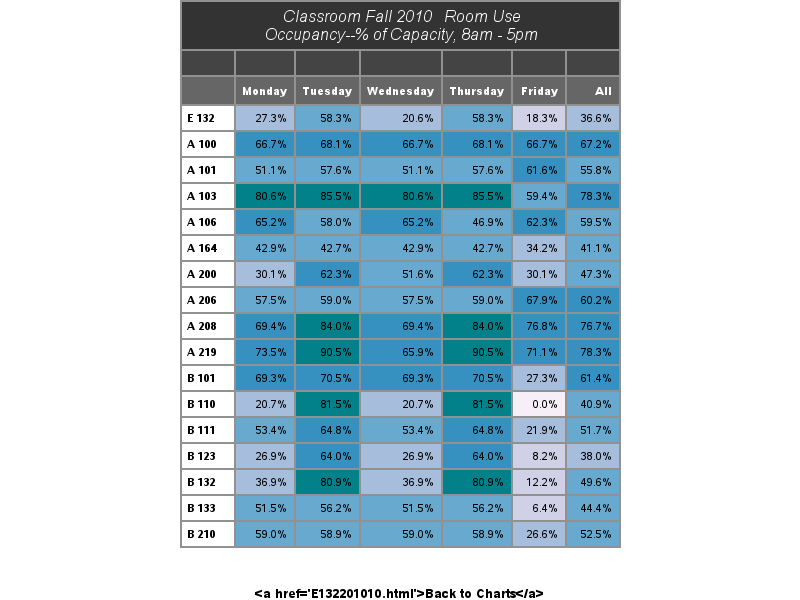 Classroom Fall 2010 Room Use
Occupancy--% of Capacity, 8am - 5pm
Monday Tuesday Wednesday Thursday Friday All
E 132 27.3% 58.3% 20.6% 58.3% 18.3% 36.6%
A 100 66.7% 68.1% 66.7% 68.1% 66.7% 67.2%
A 101 51.1% 57.6% 51.1% 57.6% 61.6% 55.8%
A 103 80.6% 85.5% 80.6% 85.5% 59.4% 78.3%
A 106 65.2% 58.0% 65.2% 46.9% 62.3% 59.5%
A 164 42.9% 42.7% 42.9% 42.7% 34.2% 41.1%
A 200 30.1% 62.3% 51.6% 62.3% 30.1% 47.3%
A 206 57.5% 59.0% 57.5% 59.0% 67.9% 60.2%
A 208 69.4% 84.0% 69.4% 84.0% 76.8% 76.7%
A 219 73.5% 90.5% 65.9% 90.5% 71.1% 78.3%
B 101 69.3% 70.5% 69.3% 70.5% 27.3% 61.4%
B 110 20.7% 81.5% 20.7% 81.5% 0.0% 40.9%
B 111 53.4% 64.8% 53.4% 64.8% 21.9% 51.7%
B 123 26.9% 64.0% 26.9% 64.0% 8.2% 38.0%
B 132 36.9% 80.9% 36.9% 80.9% 12.2% 49.6%
B 133 51.5% 56.2% 51.5% 56.2% 6.4% 44.4%
B 210 59.0% 58.9% 59.0% 58.9% 26.6% 52.5%
<a href='E132201010.html'>Back to Charts</a>